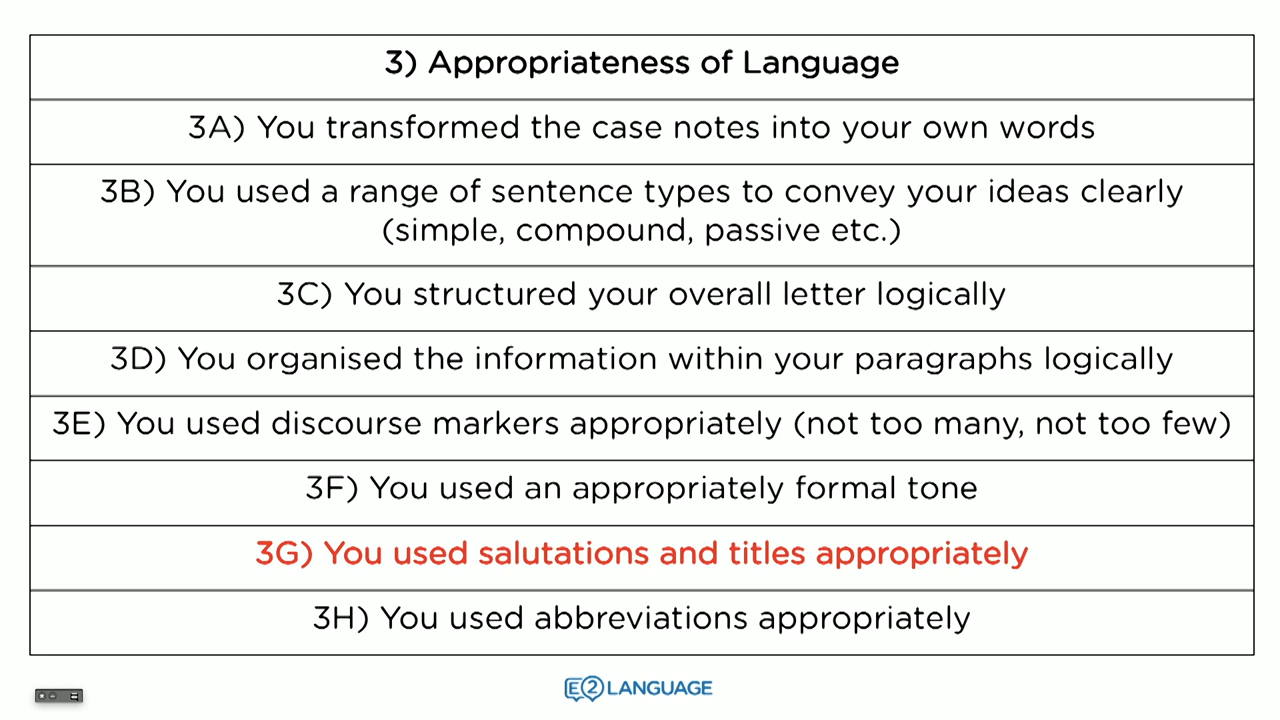 3) Appropriateness of Language
3A) You transformed the case notes into your own words
3B) You used a range of sentence types to convey your ideas clearly
(simple, compound, passive etc.)
3C) You structured your overall letter logically
3D) You organised the information within your paragraphs logically
3E) You used discourse markers appropriately (not too many, not too few)
3F) You used an appropriately formal tone
3G) You used salutations and titles appropriately
3H) You used abbreviations appropriately
E2 LANGUAGE